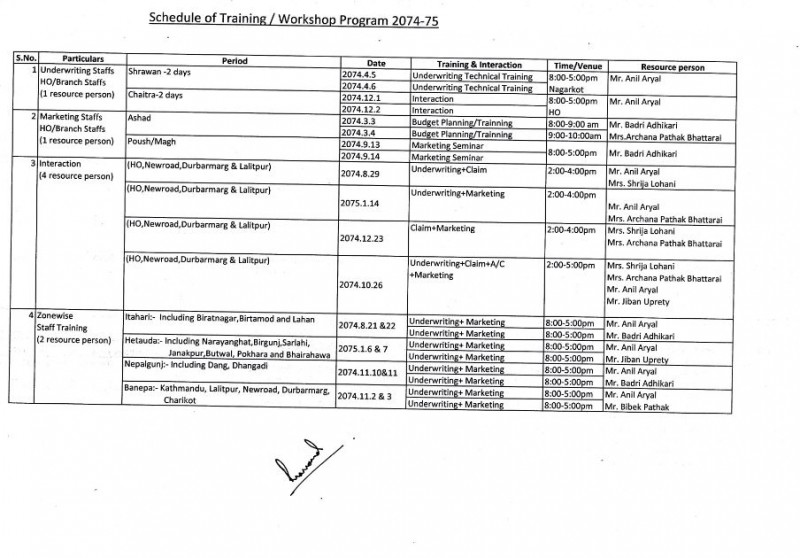 Schedule of Training / Workshop Program 2074-75
S.No. Particulars Period Date Training & Interaction Time/Venue Resource person
1 Underwriting Staffs Shrawan -2 days 2074.4.5 Underwriting Technical Training 8:00-5:00pm Mr. Anil Aryal
HO/Branch Staffs 2074.4.6 Underwriting Technical Training Nagarkot
(1 resource person) Chaitra-2 days 2074.12.1 Interaction 8:00-5:00pm Mr. Anil Aryal
2074.12.2 Interaction HO
2 Marketing Staffs Ashad 2074.3.3 Budget Planning/Trainning 8:00-9:00 am Mr. Badri Adhikari
HO/Branch Staffs 2074.3.4 Budget Planning/Trainning 9:00-10:00am Mrs.Archana Pathak Bhattarai
(1 resource person) Poush/Magh 2074.9.13 Marketing Seminar 8:00-5:00pm Mr. Badri Adhikari
2074.9.14 Marketing Seminar
3 Interaction (HO,Newroad,Durbarmarg & Lalitpur) 2074.8.29 Underwriting+Claim 2:00-4:00pm Mr. Anil Aryal
(4 resource person) Mrs. Shrija Lohani
(HO,Newroad,Durbarmarg & Lalitpur) 2075.1.14 Underwriting+Marketing 2:00-4:00pm Mr. Anil Aryal
Mrs. Archana Pathak Bhattarai
(HO,Newroad,Durbarmarg & Lalitpur) 2074.12.23 Claim+Marketing 2:00-4:00pm Mrs. Shrija Lohani
Mrs. Archana Pathak Bhattarai
(HO,Newroad,Durbarmarg & Lalitpur) 2074.10.26 Underwriting+Claim+A/C 2:00-5:00pm Mrs. Shrija Lohani
+Marketing Mrs. Archana Pathak Bhattarai
Mr. Anil Aryal
Mr. Jiban Uprety
4 Zonewise Itahari:- Including Biratnagar,Birtamod and Lahan 2074.8.21 &22 Underwriting+ Marketing 8:00-5:00pm Mr. Anil Aryal
Staff Training Underwriting+ Marketing 8:00-5:00pm Mr. Badri Adhikari
(2 resource person) Hetauda:- Including Narayanghat,Birgunj,Sarlahi, 2075.1.6 & 7 Underwriting+ Marketing 8:00-5:00pm Mr. Anil Aryal
Janakpur,Butwal, Pokhara and Bhairahawa Underwriting+ Marketing 8:00-5:00pm Mr. Jiban Uprety
Nepalgunj:- Including Dang, Dhangadi 2074.11.10&11 Underwriting+ Marketing 8:00-5:00pm Mr. Anil Aryal
Underwriting+ Marketing 8:00-5:00pm Mr. Badri Adhikari
Banepa:- Kathmandu, Lalitpur, Newroad, Durbarmarg, 2074.11.2 & 3 Underwriting+ Marketing 8:00-5:00pm Mr. Anil Aryal
Charikot Underwriting+ Marketing 8:00-5:00pm Mr. Bibek Pathak